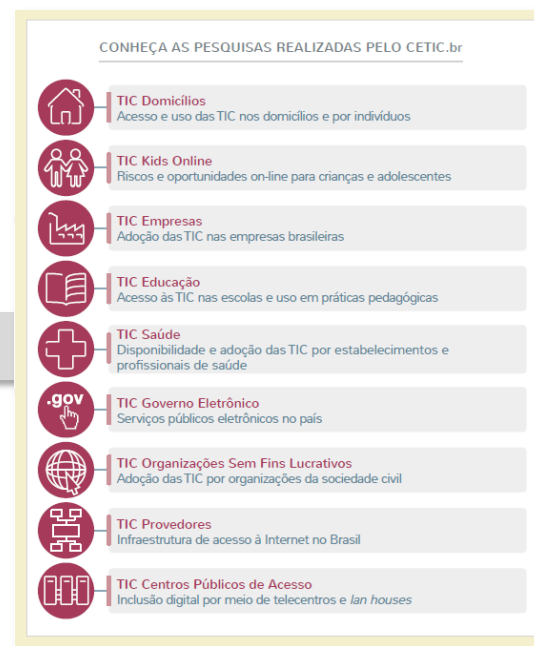 CONHEÇA AS PESQUISAS REALIZADAS PELO CETIC.br
TIC Domicílios
Acesso e uso das TIC nos domicílios e por indivíduos
TIC Kids Online
Riscos e oportunidades on-line para crianças e adolescentes
TIC Empresas
Adoção das TIC nas empresas brasileiras
TIC Educação
Acesso às TIC nas escolas e uso em práticas pedagógicas
TIC Saúde
Disponibilidade e adoção das TIC por estabelecimentos e
profissionais de saúde
.gov
TIC Governo Eletrônico
Serviços públicos eletrônicos no país
TIC Organizações Sem Fins Lucrativos
Adoção das TIC por organizações da sociedade civil
TIC Provedores
Infraestrutura de acesso à Internet no Brasil
TIC Centros Públicos de Acesso
Inclusão digital por meio de telecentros e lan houses